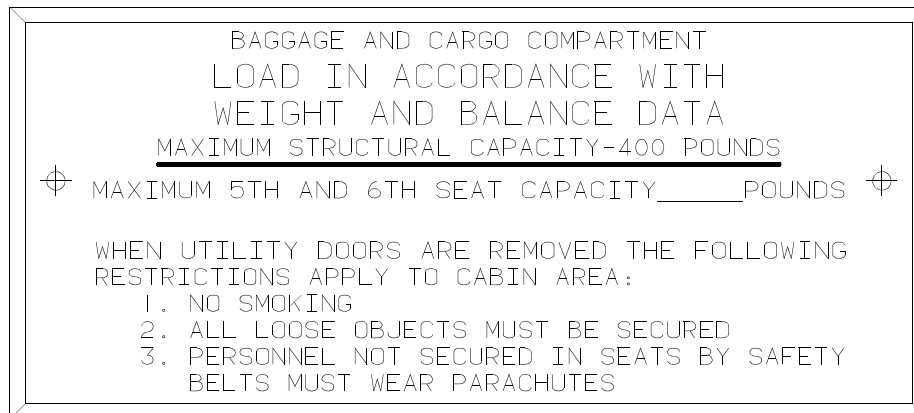 BAGGAGE AND CARGO COMPARTMENT
LOAD IN ACCORDANCE WITH
WEIGHT AND BALANCE DATA
MAXIMUM STRUCTURAL CAPACITY-400 POUNDS
MAXIMUM 5TH AND 6TH SEAT CAPACITY______POUNDS
WHEN UTILITY DOORS ARE REMOVED THE FOLLOWING
RESTRICTIONS APPLY TO CABIN AREA:
1. NO SMOKING
2. ALL LOOSE OBJECTS MUST BE SECURED
3. PERSONNEL NOT SECURED IN SEATS BY SAFETY
BELTS MUST WEAR PARACHUTES